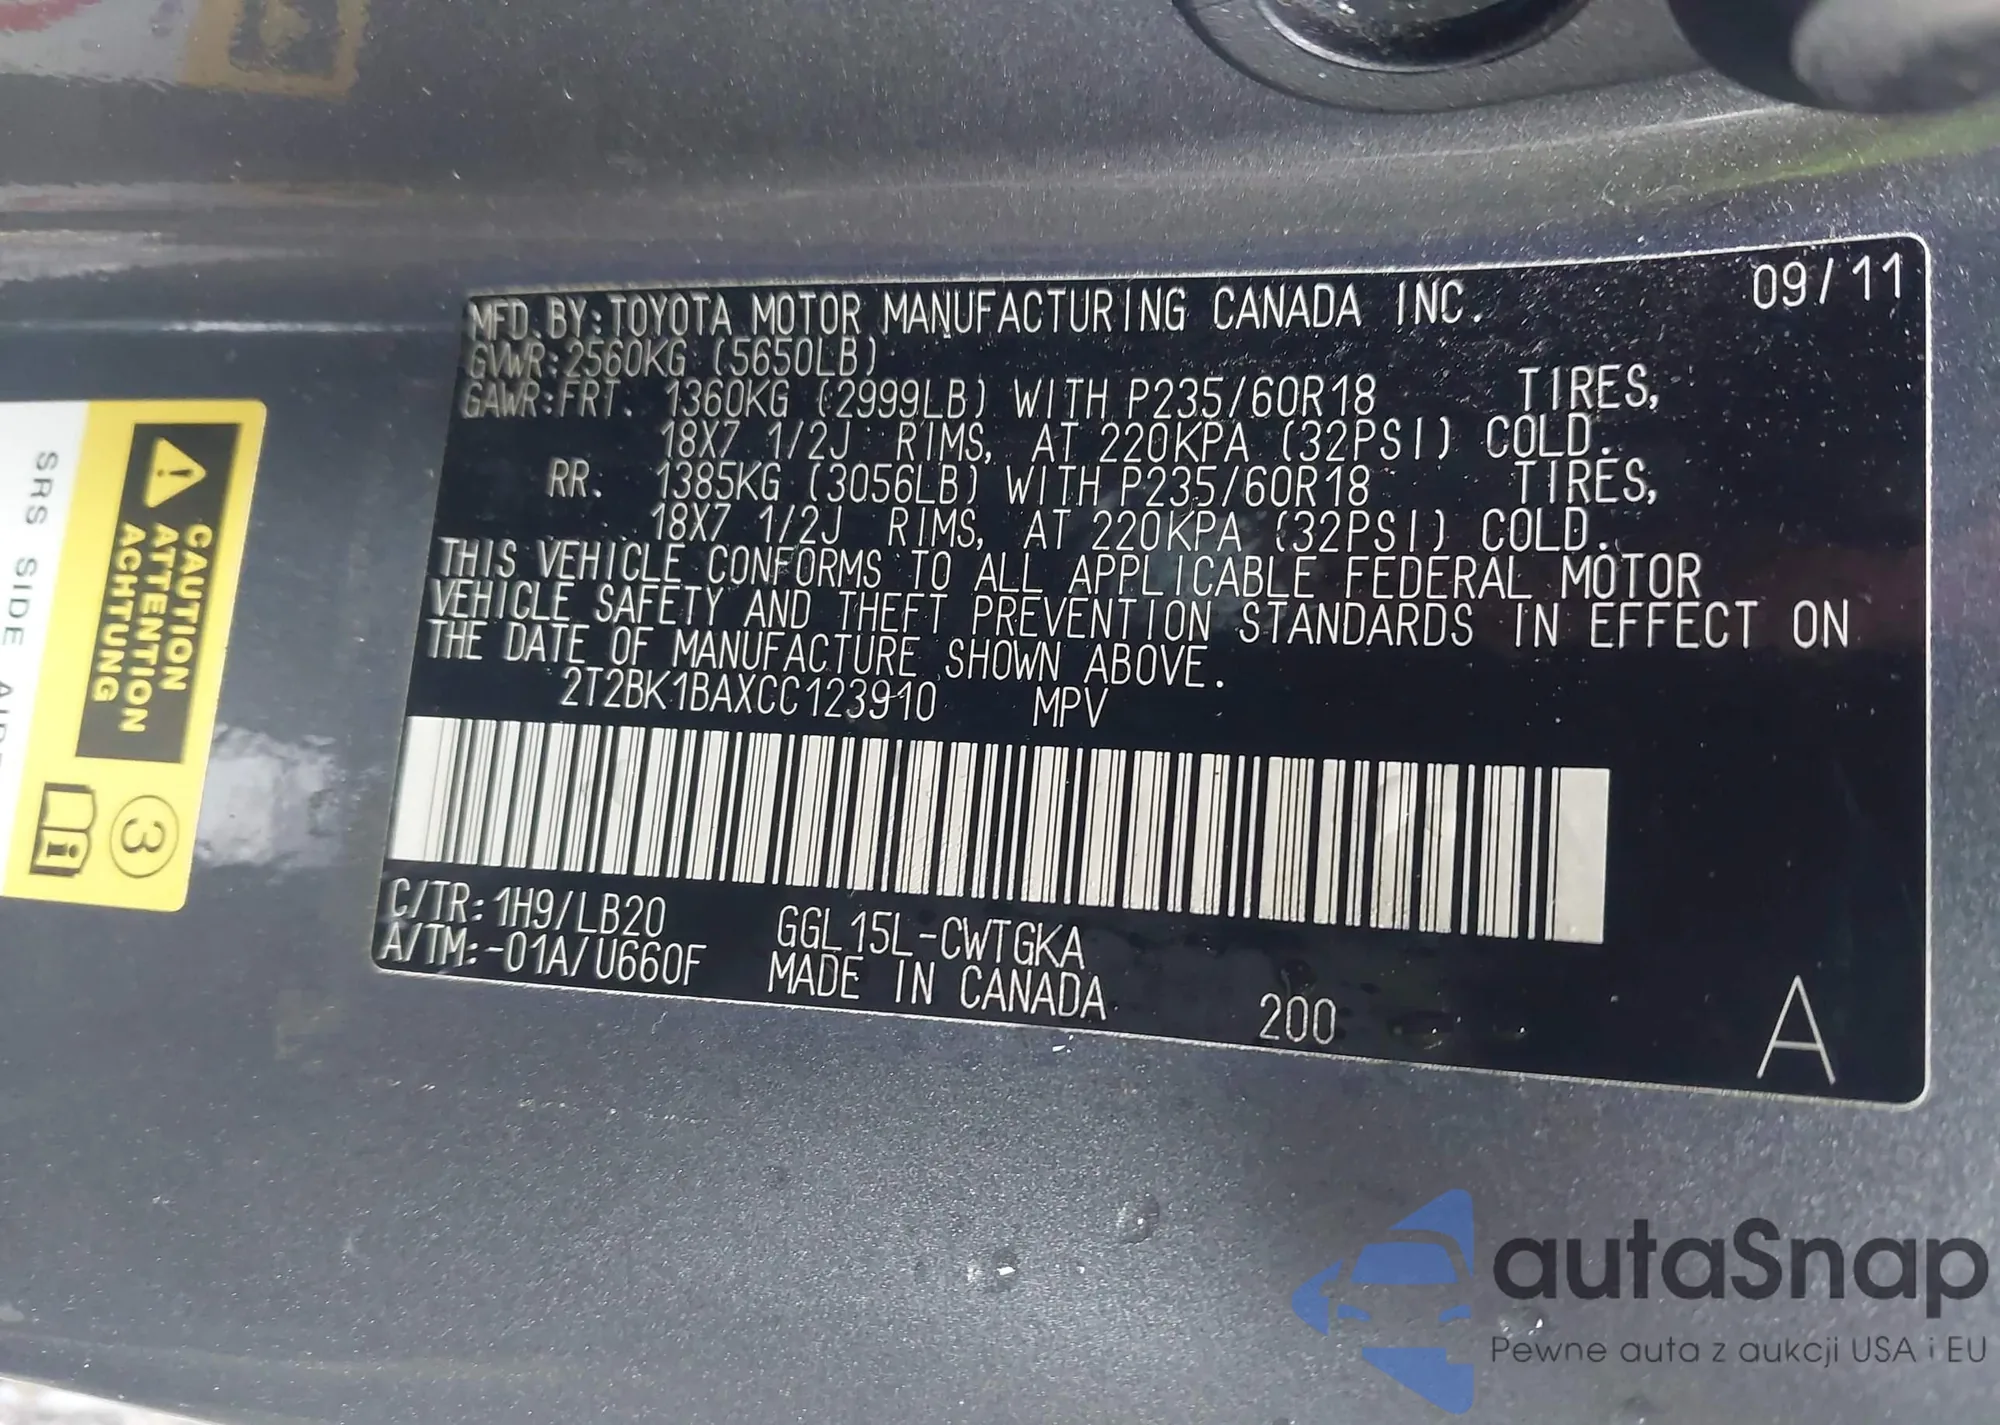 MFD. BY: TOYOTA MOTOR MANUFACTURING CANADA INC. 09/11
GVWR: 2560KG (5650LB)
GAWR: FRT. 1360KG (2999LB) WITH P235/60R18 TIRES,
18X7 1/2J RIMS, AT 220KPA (32PSI) COLD.
RR. 1385KG (3056LB) WITH P235/60R18 TIRES,
18X7 1/2J RIMS, AT 220KPA (32PSI) COLD.
THIS VEHICLE CONFORMS TO ALL APPLICABLE FEDERAL MOTOR
VEHICLE SAFETY AND THEFT PREVENTION STANDARDS IN EFFECT ON
THE DATE OF MANUFACTURE SHOWN ABOVE.
2T2BK1BAXCC123910 MPV
C/TR: 1H9/LB20 GGL15L-CWTGKA
A/TM: -01A/U660F MADE IN CANADA 200 A
CAUTION
ATTENTION
ACHTUNG
3
SRS SIDE
autaSnap
Pewne auta z aukcji USA i EU